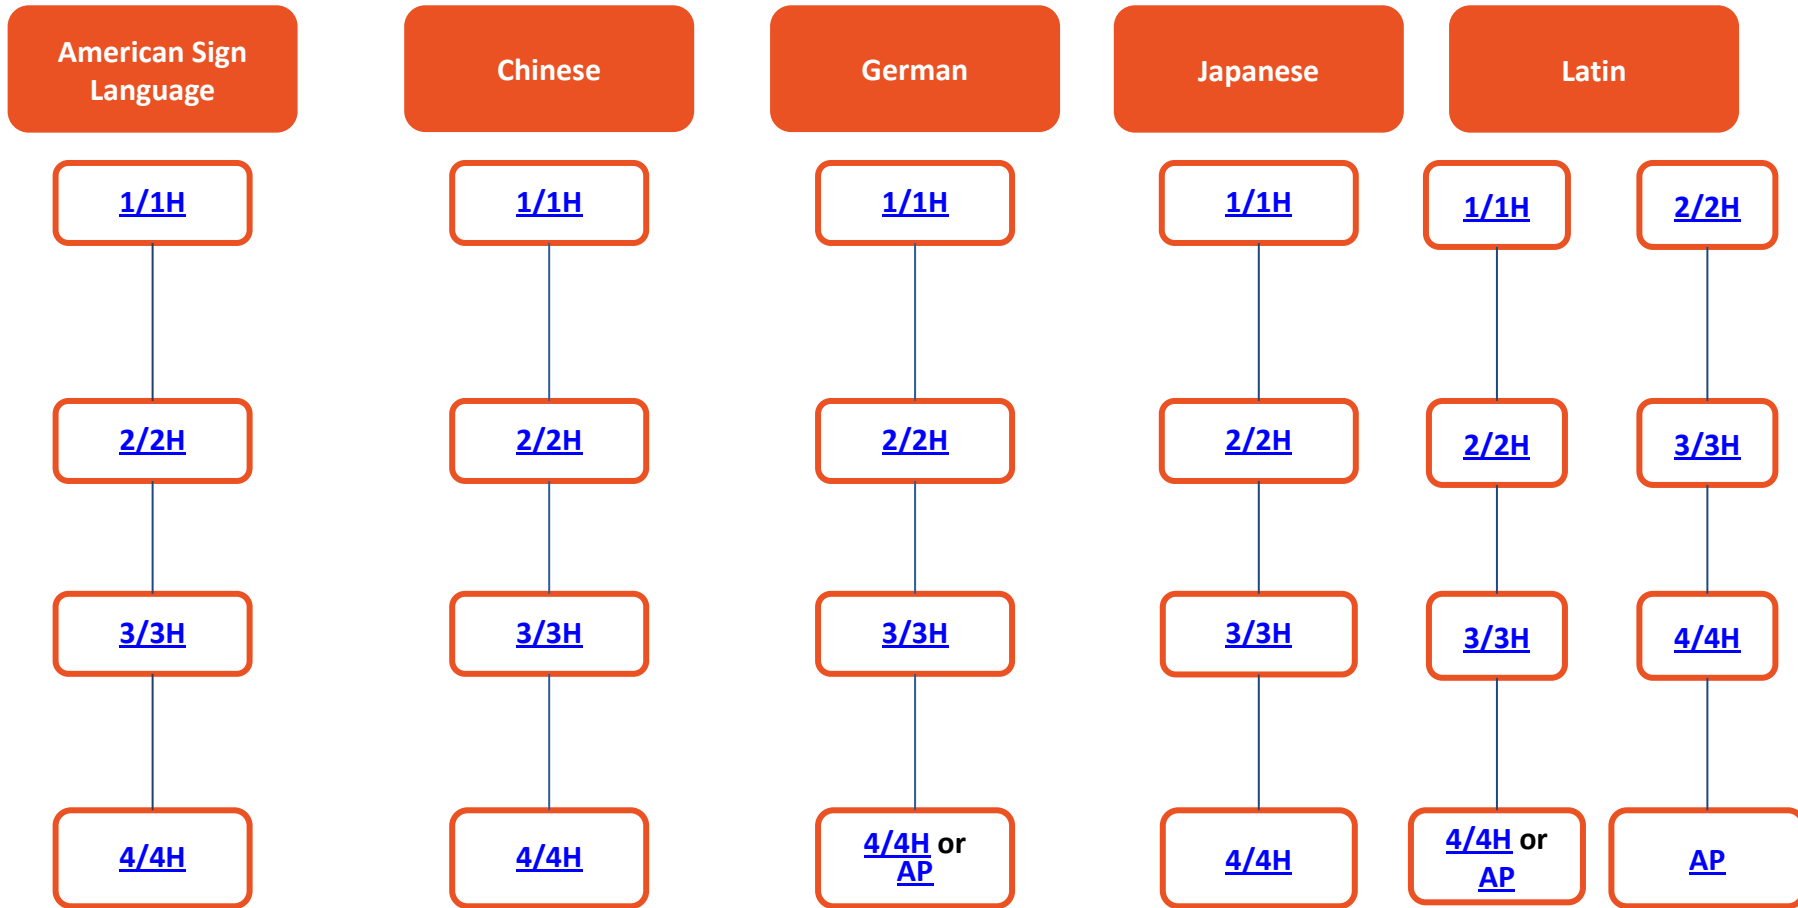 American Sign
Language
Chinese
German
Japanese
Latin
1/1H
1/1H
1/1H
1/1H
1/1H
2/2H
2/2H
2/2H
2/2H
2/2H
2/2H
3/3H
3/3H
3/3H
3/3H
3/3H
3/3H
4/4H
4/4H
4/4H
4/4H or
AP
4/4H
4/4H or
AP
AP